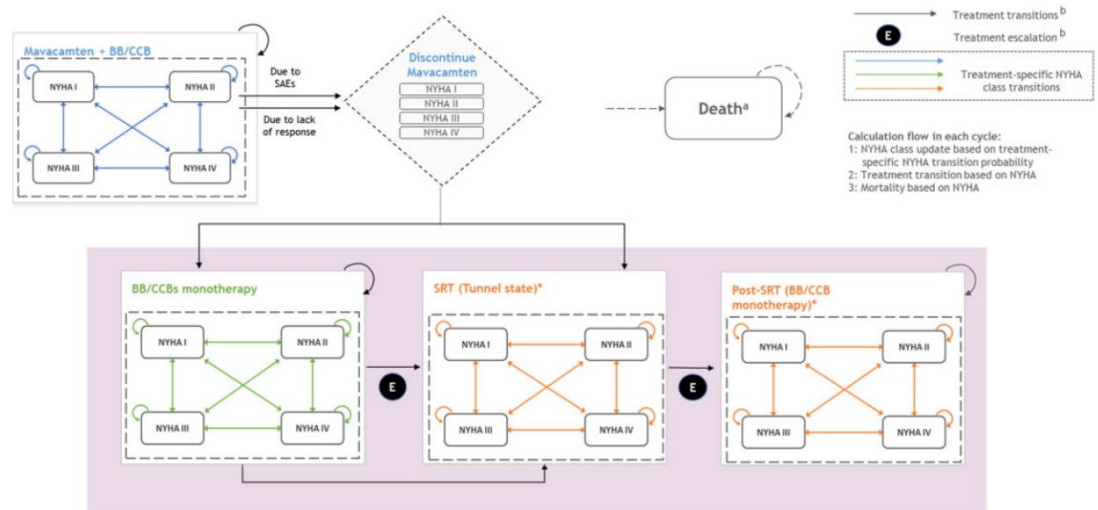 Mavacamten + BB/CCB
NYHA I
NYHA II
NYHA III
NYHA IV
Due to
SAEs
Due to lack
of response
Discontinue
Mavacamten
NYHA I
NYHA II
NYHA III
NYHA IV
Deathᵃ
Treatment transitions ᵇ
E
Treatment escalation ᵇ
Treatment-specific NYHA
class transitions
Calculation flow in each cycle:
1: NYHA class update based on treatment-
specific NYHA transition probability
2: Treatment transition based on NYHA
3: Mortality based on NYHA
BB/CCBs monotherapy
NYHA I
NYHA II
NYHA III
NYHA IV
E
SRT (Tunnel state)*
NYHA I
NYHA II
NYHA III
NYHA IV
E
Post-SRT (BB/CCB
monotherapy)*
NYHA I
NYHA II
NYHA III
NYHA IV